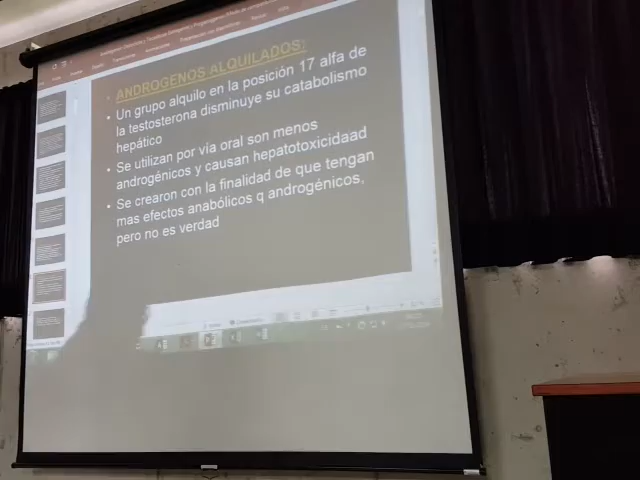 ANDROGENOS ALQUILADOS:
Un grupo alquilo en la posición 17 alfa de
la testosterona disminuye su catabolismo
hepático
Se utilizan por via oral son menos
androgénicos y causan hepatotoxicidaad
Se crearon con la finalidad de que tengan
mas efectos anabólicos q androgénicos,
pero no es verdad